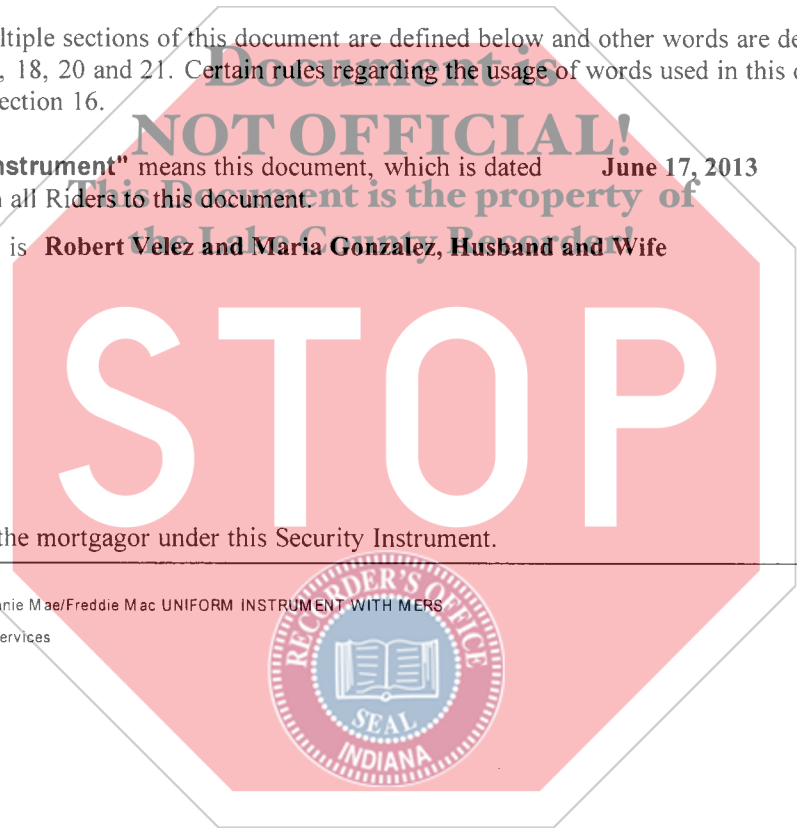 ltiple sections of this document are defined below and other words are de
Document is
, 18, 20 and 21. Certain rules regarding the usage of words used in this
ection 16.
NOT OFFICIAL!
nstrument" means this document, which is dated June 17, 2013
This Document is the property of
all Riders to this document.
is Robert Velez and Maria Gonzalez, Husband and Wife
the Lake County Recorder!
STOP
the mortgagor under this Security Instrument.
nie Mae/Freddie Mac UNIFORM INSTRUMENT WITH MERS
ervices
RECORDER'S OFFICE
SEAL
INDIANA